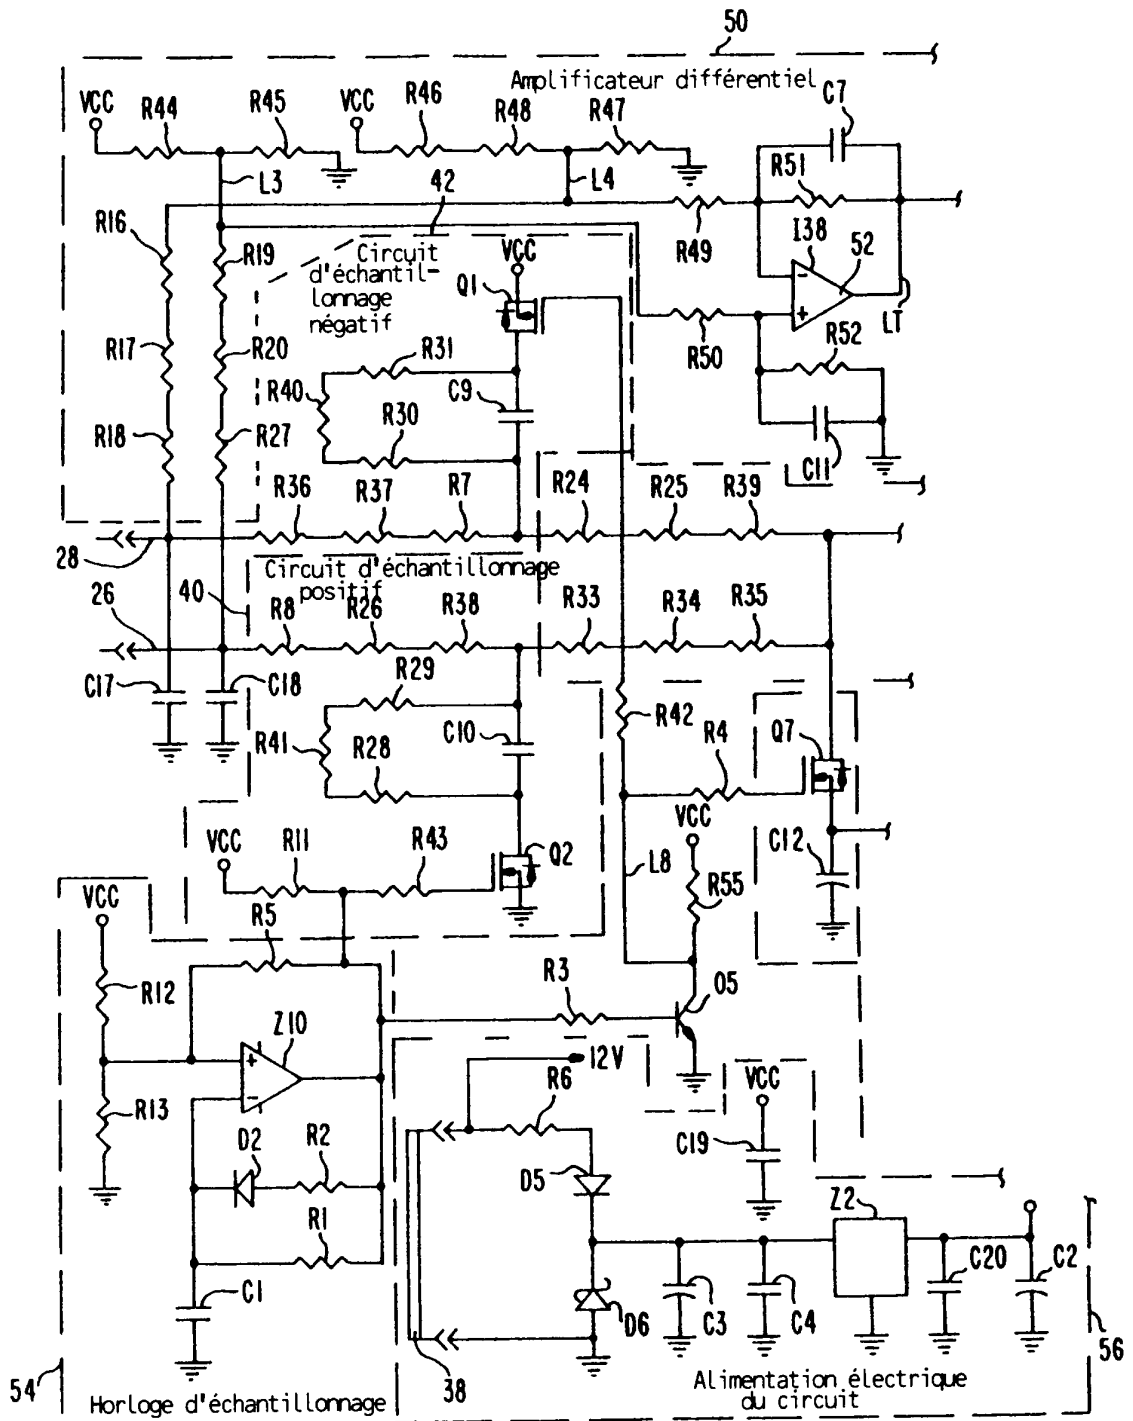 50
Amplificateur différentiel
VCC
R44
R45
VCC
R46
R48
R47
C7
L3
42
L4
R51
R16
R19
Circuit
d'échantil-
lonnage
négatif
VCC
Q1
R49
I38
52
LT
R17
R20
R31
R50
R52
R40
C9
R30
R18
R27
C11
R36
R37
R7
R24
R25
R39
28
Circuit d'échantillonnage
positif
26
40
R8
R26
R38
R33
R34
R35
C17
C18
R29
R42
R4
Q7
R41
R28
C10
VCC
VCC
R11
R43
Q2
L8
R55
C12
VCC
R5
R12
R3
Q5
Z10
12V
VCC
R13
R6
D2
R2
C19
D5
R1
Z2
C1
C20
C2
D6
C3
C4
54
38
56
Horloge d'échantillonnage
Alimentation électrique
du circuit